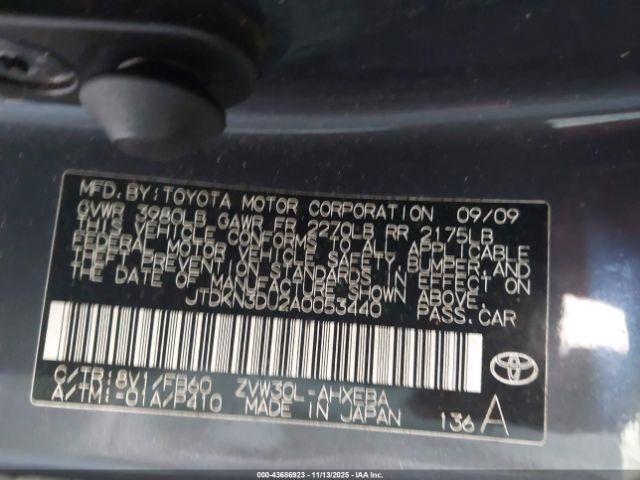 MFD. BY: TOYOTA MOTOR CORPORATION 09/09
GVWR 3980LB GAWR FR 2270LB RR 2175LB
THIS VEHICLE CONFORMS TO ALL APPLICABLE
FEDERAL MOTOR VEHICLE SAFETY, BUMPER, AND
THEFT PREVENTION STANDARDS IN EFFECT ON
THE DATE OF MANUFACTURE SHOWN ABOVE.
JTDKN3DU2A0053440 PASS.CAR
C/TR: 8V1/FB60 ZVW30L-AHXEBA
A/TM: -01A/P410 MADE IN JAPAN 136 A
000-43686923 - 11/13/2025 - IAA Inc.